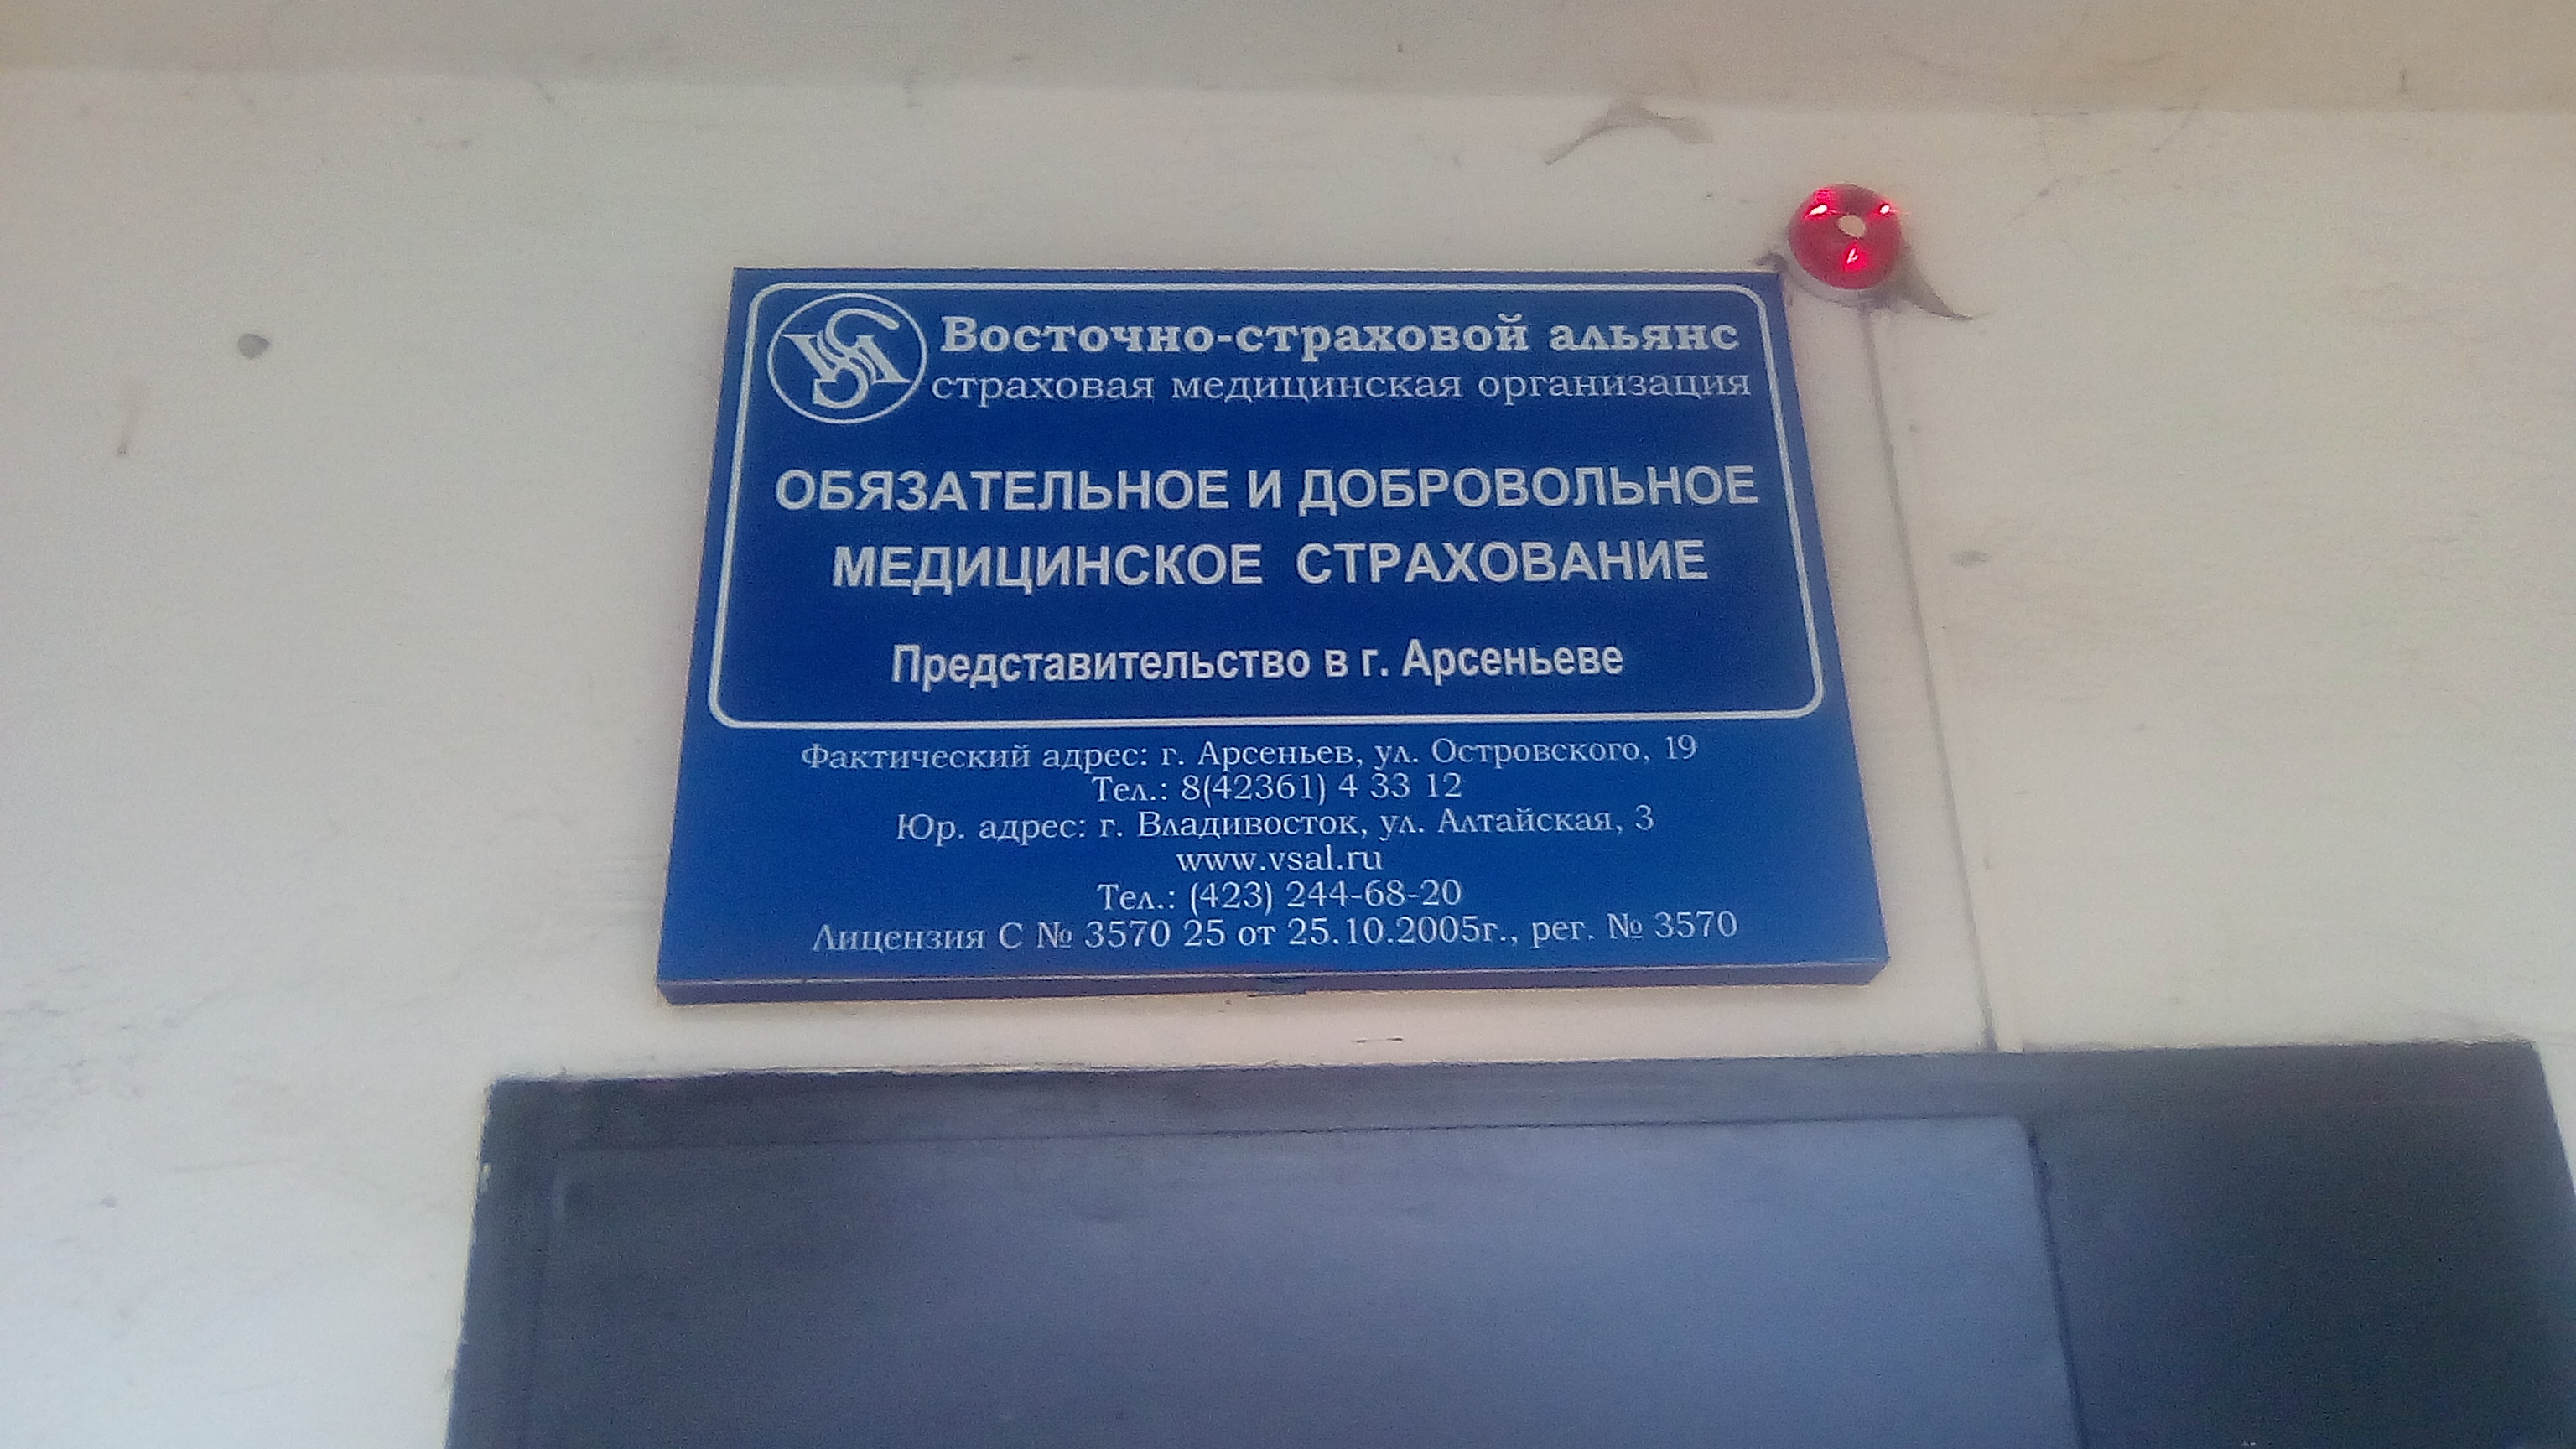 Восточно-страховой альянс
страховая медицинская организация
ОБЯЗАТЕЛЬНОЕ И ДОБРОВОЛЬНОЕ
МЕДИЦИНСКОЕ СТРАХОВАНИЕ
Представительство в г. Арсеньеве
Фактический адрес: г. Арсеньев, ул. Островского, 19
Тел.: 8(42361) 4 33 12
Юр. адрес: г. Владивосток, ул. Алтайская, 3
www.vsal.ru
Тел.: (423) 244-68-20
Лицензия С № 3570 25 от 25.10.2005г., рег. № 3570